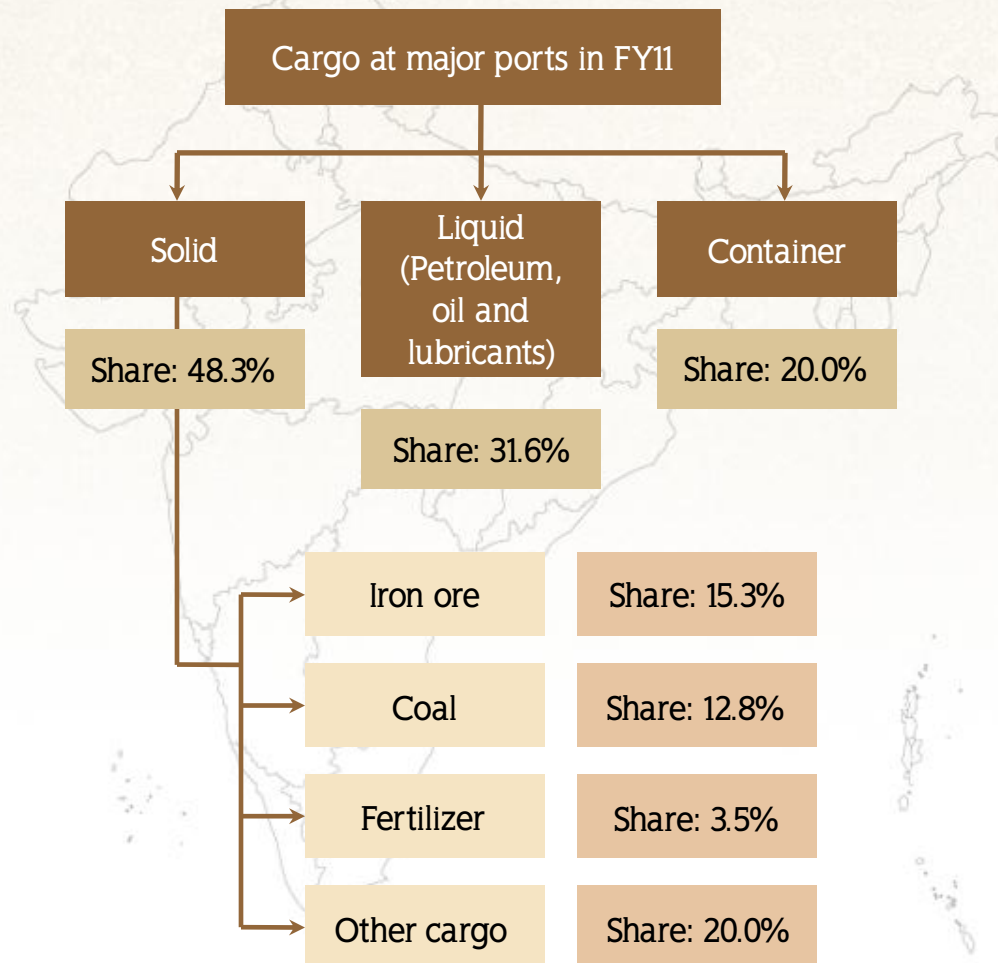 Cargo at major ports in FY11
Solid
Liquid
(Petroleum,
oil and
lubricants)
Container
Share: 48.3%
Share: 31.6%
Share: 20.0%
Iron ore
Share: 15.3%
Coal
Share: 12.8%
Fertilizer
Share: 3.5%
Other cargo
Share: 20.0%